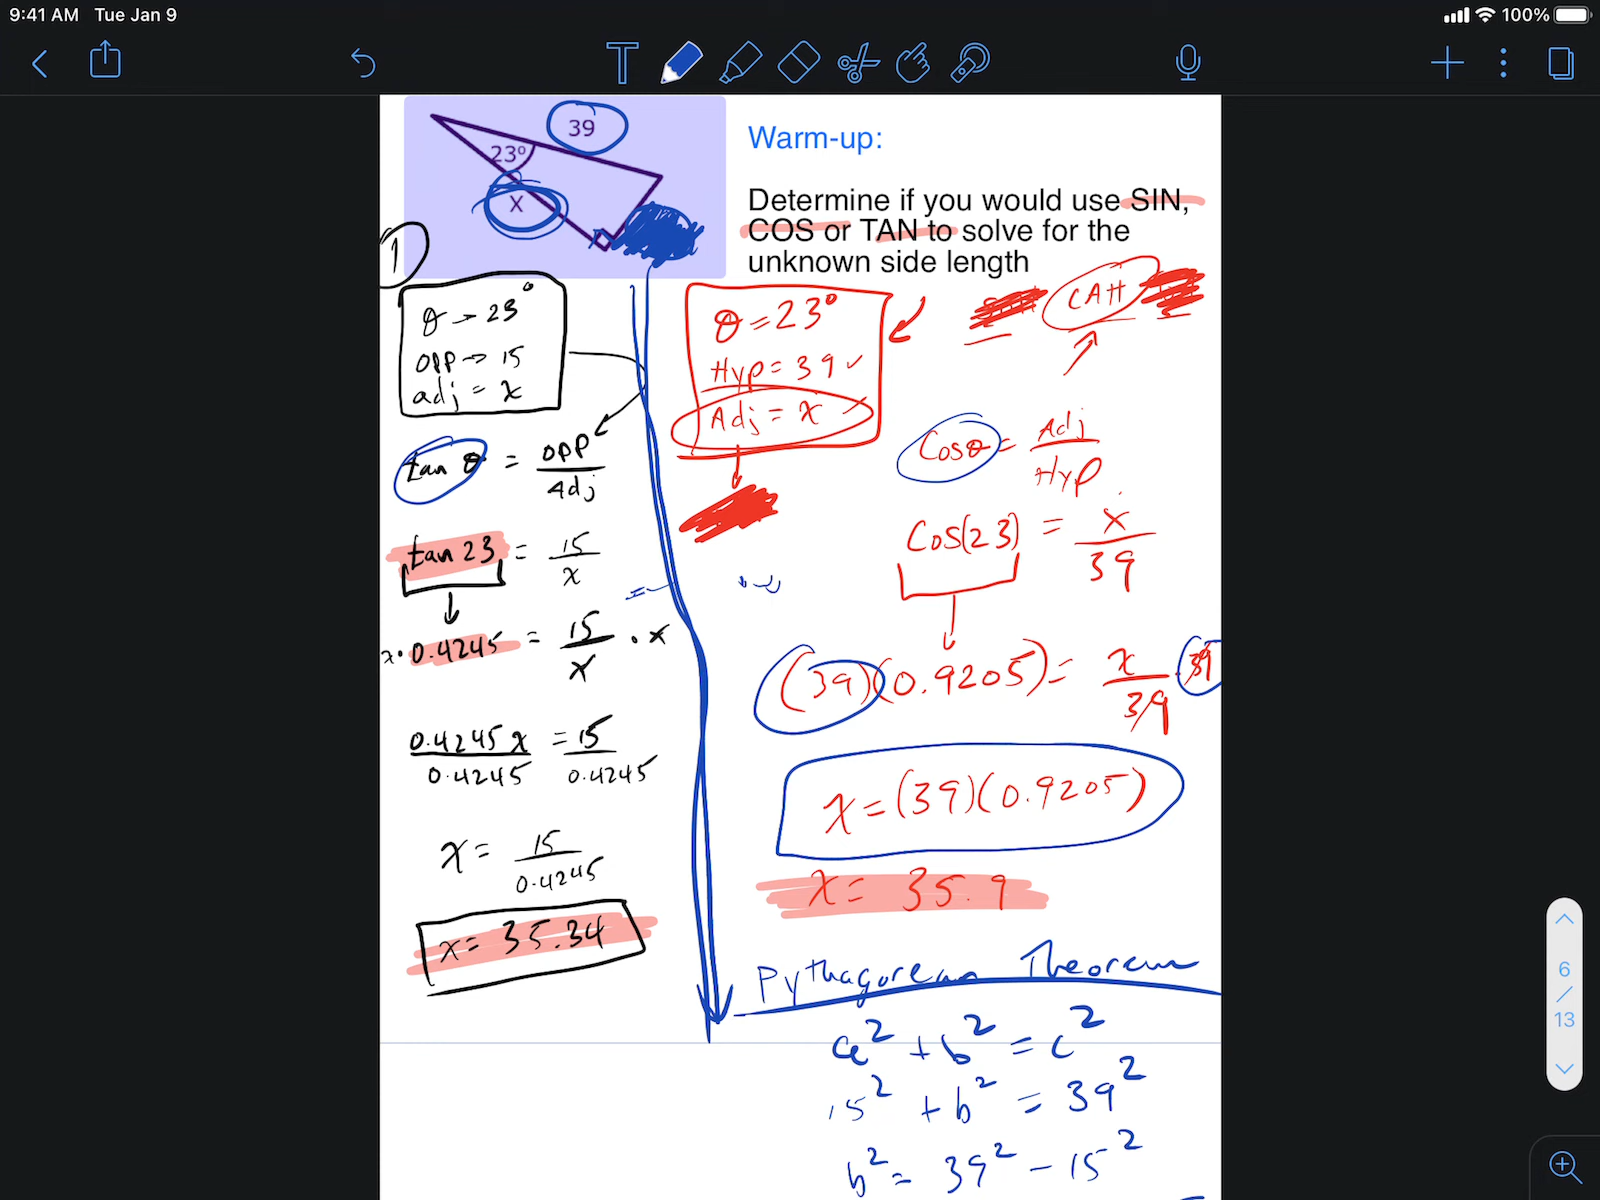 9:41 AM Tue Jan 9
100%
T
39
23°
X
Warm-up:
Determine if you would use SIN,
COS or TAN to solve for the
unknown side length
1
θ → 23°
opp → 15
adj = x
tan θ = opp / Adj
tan 23 = 15 / x
x · 0.4245 = 15 / x · x
0.4245 x / 0.4245 = 15 / 0.4245
x = 15 / 0.4245
x = 35.34
θ = 23°
Hyp = 39 ✓
Adj = x ✓
CAH
Cosθ = Adj / Hyp
Cos(23) = x / 39
(39)(0.9205) = x / 39 · 39
x = (39)(0.9205)
x = 35.9
Pythagorean Theorem
a² + b² = c²
15² + b² = 39²
b² = 39² − 15²
6
/
13